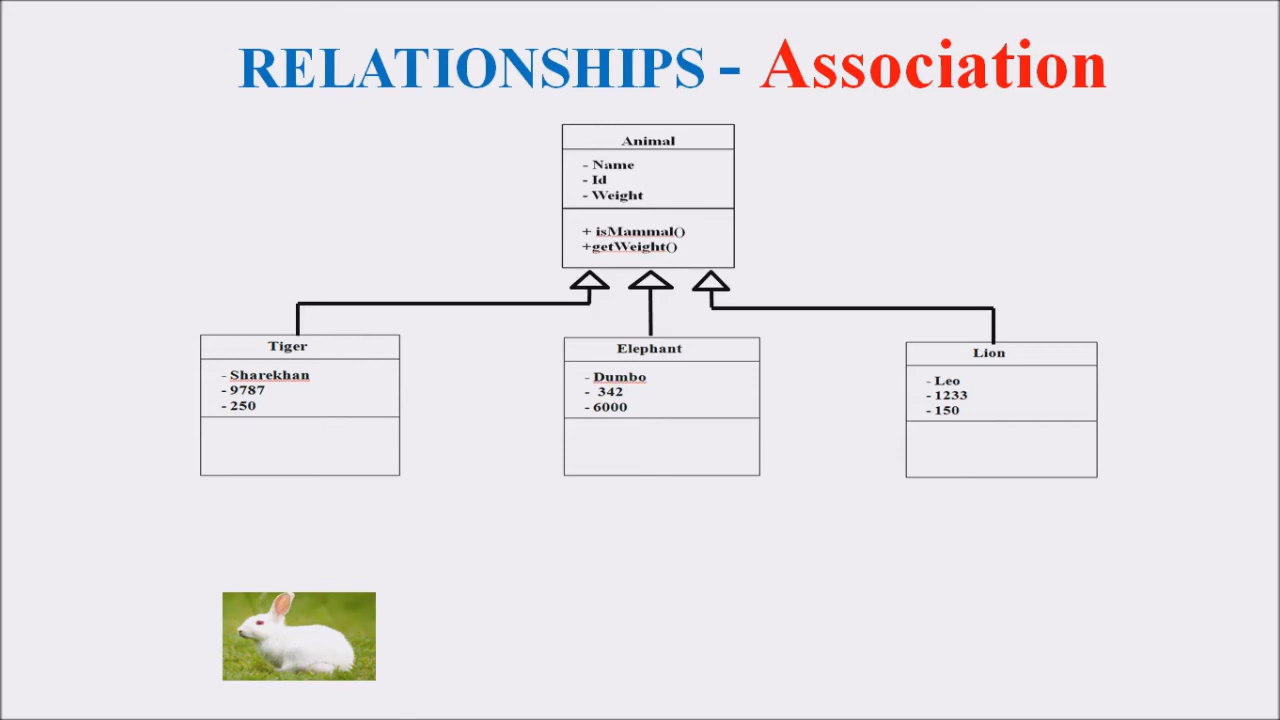 RELATIONSHIPS - Association
Animal
- Name
- Id
- Weight
+ isMammal()
+getWeight()
Tiger
- Sharekhan
- 9787
- 250
Elephant
- Dumbo
- 342
- 6000
Lion
- Leo
- 1233
- 150